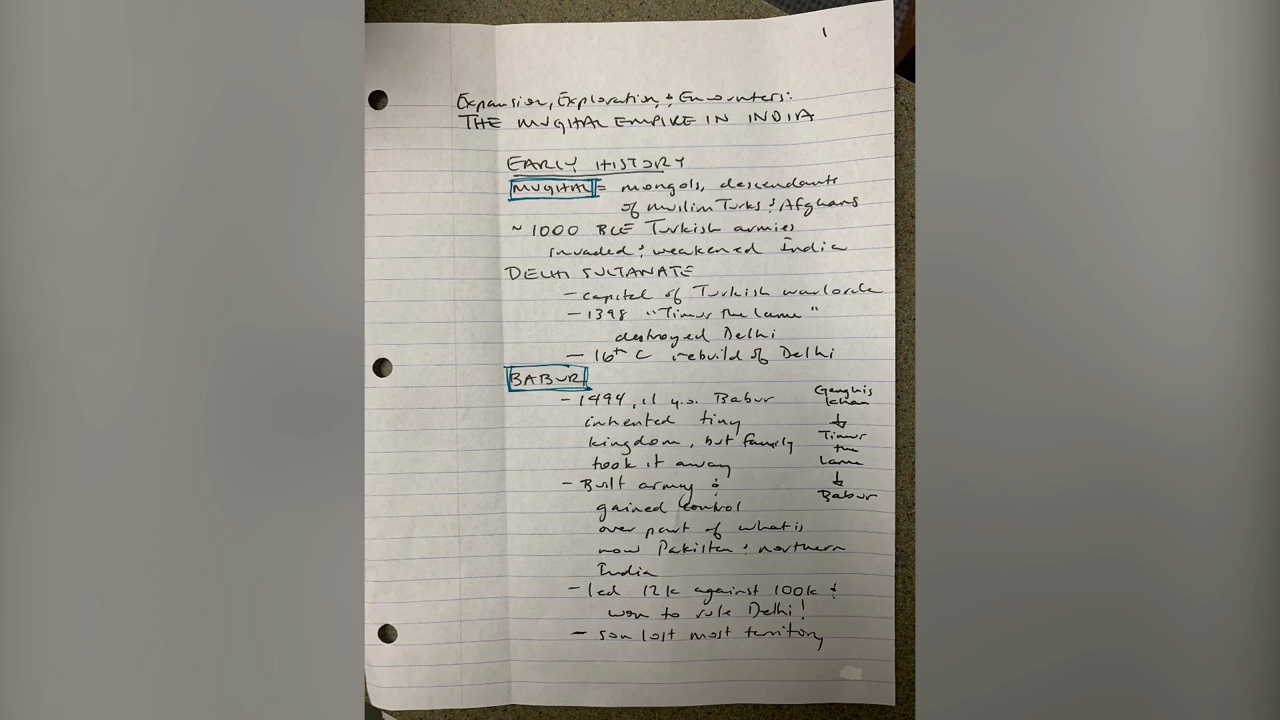 1
Expansion, Exploration, & Encounters:
THE MUGHAL EMPIRE IN INDIA
EARLY HISTORY
MUGHAL = mongols, descendants
of muslim Turks & Afghans
~ 1000 BCE Turkish armies
invaded & weakened India
DELHI SULTANATE
- capital of Turkish warlords
- 1398 "Timur the lame"
destroyed Delhi
- 16th C rebuild of Delhi
BABUR
- 1494, 11 y.o. Babur
inherited tiny
kingdom, but family
took it away
- Built army &
gained control
over part of what is
now Pakistan & northern
India
- led 12k against 100k &
won to rule Delhi!
- son lost most territory
Genghis
Khan
↓
Timur
the
Lame
↓
Babur